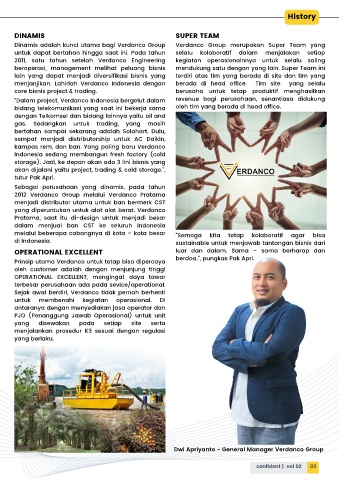 History
DINAMIS
Dinamis adalah kunci utama bagi Verdanco Group
untuk dapat bertahan hingga saat ini. Pada tahun
2011, satu tahun setelah Verdanco Engineering
beroperasi, management melihat peluang bisnis
lain yang dapat menjadi diversifikasi bisnis yang
menjanjikan. Lahirlah Verdanco Indonesia dengan
core bisnis project & trading.
"Dalam project, Verdanco Indonesia bergelut dalam
bidang telekomunikasi yang saat ini bekerja sama
dengan Telkomsel dan bidang lainnya yaitu oil and
gas. Sedangkan untuk trading, yang masih
bertahan sampai sekarang adalah Solahart. Dulu,
sempat menjadi distributorship untuk AC Daikin,
kampas rem, dan ban. Yang paling baru Verdanco
Indonesia sedang membangun fresh factory (cold
storage). Jadi, ke depan akan ada 3 lini bisnis yang
akan dijalani yaitu project, trading & cold storage.",
tutur Pak Apri.
Sebagai perusahaan yang dinamis, pada tahun
2012 Verdanco Group melalui Verdanco Pratama
menjadi distributor utama untuk ban bermerk CST
yang diperuntukan untuk alat alat berat. Verdanco
Pratama, saat itu di-design untuk menjadi besar
dalam menjual ban CST ke seluruh Indonesia
melalui beberapa cabangnya di kota - kota besar
di Indonesia.
OPERATIONAL EXCELLENT
Prinsip utama Verdanco untuk tetap bisa dipercaya
oleh customer adalah dengan menjunjung tinggi
OPERATIONAL EXCELLENT, mengingat daya tawar
terbesar perusahaan ada pada sevice/operational.
Sejak awal berdiri, Verdanco tidak pernah berhenti
untuk membenahi kegiatan operasional. Di
antaranya dengan menyediakan jasa operator dan
PJO (Penanggung Jawab Operasional) untuk unit
yang disewakan pada setiap site serta
menjalankan prosedur K3 sesuai dengan regulasi
yang berlaku.
SUPER TEAM
Verdanco Group merupakan Super Team yang
selalu kolaboratif dalam menjalakan setiap
kegiatan operasionalnya untuk selalu saling
mendukung satu dengan yang lain. Super Team ini
terdiri atas tim yang berada di site dan tim yang
berada di head office. Tim site yang selalu
berusaha untuk tetap produktif menghasilkan
revenue bagi perusahaan, senantiasa didukung
oleh tim yang berada di head office.
VERDANCO
"Semoga kita tetap kolaboratif agar bisa
sustainable untuk menjawab tantangan bisnis dari
luar dan dalam, Sama – sama berharap dan
berdoa.", pungkas Pak Apri.
Dwi Apriyanto - General Manager Verdanco Group
confident | vol 02 03